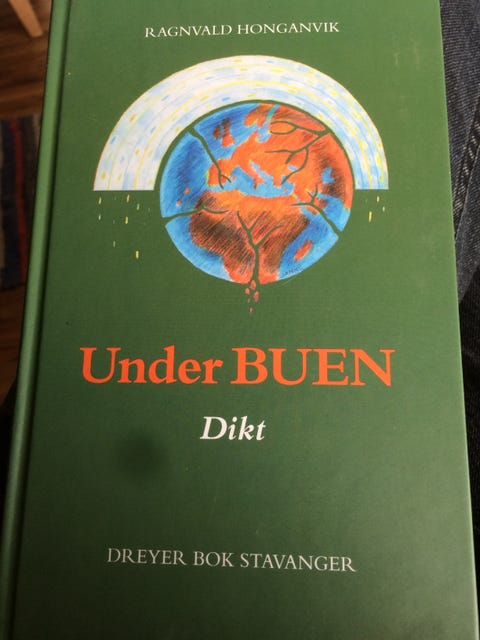 RAGNVALD HONGANVIK
Under BUEN
Dikt
DREYER BOK STAVANGER